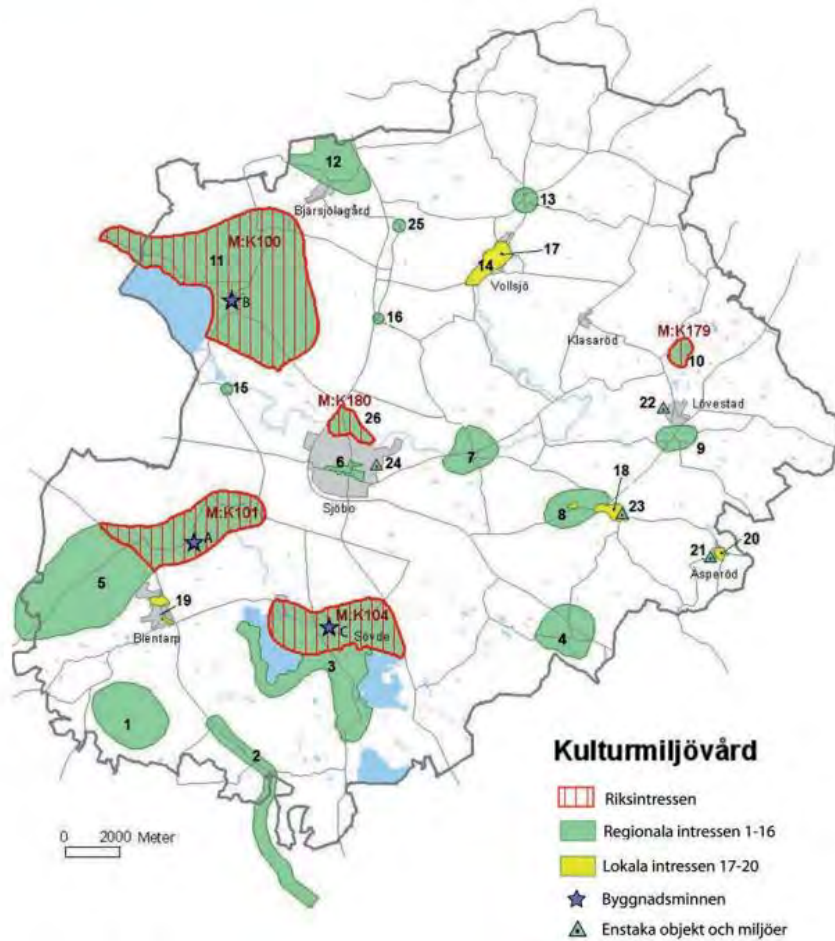 12
Bjärsjölagård
13
25
M:K100
17
11
14
Vollsjö
B
16
Klasaröd
M:K179
10
15
M:K180
22
Lövestad
26
9
6
24
7
Sjöbo
18
M:K101
8
23
A
20
21
5
Äsperöd
19
M:K104
Blentarp
C
Sövde
4
3
1
2
Kulturmiljövård
Riksintressen
0 2000 Meter
Regionala intressen 1-16
Lokala intressen 17-20
Byggnadsminnen
Enstaka objekt och miljöer